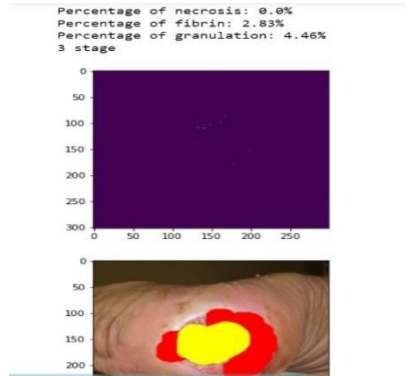 Percentage of necrosis: 0.0%
Percentage of fibrin: 2.83%
Percentage of granulation: 4.46%
3 stage
0
50
100
150
200
250
300
0 50 100 150 200 250
0
50
100
150
200